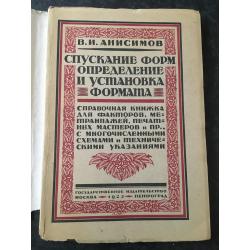 В. И. АНИСИМОВ
СПУСКАНИЕ ФОРМ
ОПРЕДЕЛЕНИЕ И
УСТАНОВКА
ФОРМАТА
СПРАВОЧНАЯ КНИЖКА
ДЛЯ ФАКТОРОВ, МЕ-
ТРАНПАЖЕЙ, ПЕЧАТ-
НЫХ МАСТЕРОВ И ПР.,
С МНОГОЧИСЛЕННЫМИ
СХЕМАМИ И ТЕХНИЧЕ-
СКИМИ УКАЗАНИЯМИ
ГОСУДАРСТВЕННОЕ ИЗДАТЕЛЬСТВО
МОСКВА 1923 ПЕТРОГРАД